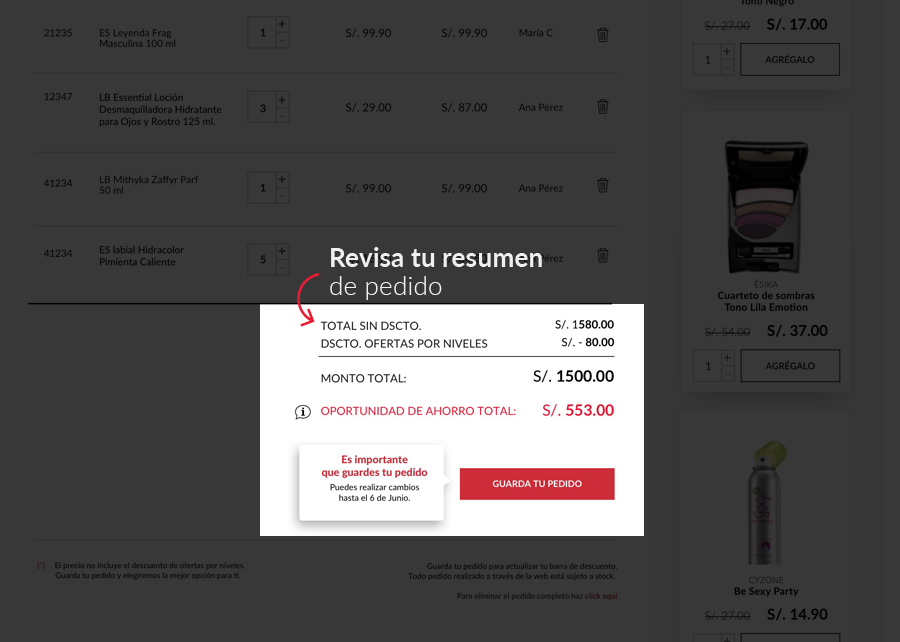 21235 ES Leyenda Frag Masculina 100 ml 1 + - S/. 99.90 S/. 99.90 María C
12347 LB Essential Loción Desmaquilladora Hidratante para Ojos y Rostro 125 ml. 3 + - S/. 29.00 S/. 87.00 Ana Pérez
41234 LB Mithyka Zaffyr Parf 50 ml 1 + - S/. 99.00 S/. 99.00 Ana Pérez
41234 ES labial Hidracolor Pimienta Caliente 5 + -
Revisa tu resumen
de pedido
TOTAL SIN DSCTO. S/. 1580.00
DSCTO. OFERTAS POR NIVELES S/. - 80.00
MONTO TOTAL: S/. 1500.00
OPORTUNIDAD DE AHORRO TOTAL: S/. 553.00
Es importante
que guardes tu pedido
Puedes realizar cambios
hasta el 6 de Junio.
GUARDA TU PEDIDO
(*) El precio no incluye el descuento de ofertas por niveles.
Guarda tu pedido y elegiremos la mejor opción para ti.
Guarda tu pedido para actualizar tu barra de descuento.
Todo pedido realizado a través de la web está sujeto a stock.
Para eliminar el pedido completo haz click aquí
Tono Negro
S/. 27.00 S/. 17.00
1 + - AGRÉGALO
ÉSIKA
Cuarteto de sombras
Tono Lila Emotion
S/. 54.00 S/. 37.00
1 + - AGRÉGALO
CYZONE
Be Sexy Party
S/. 27.00 S/. 14.90